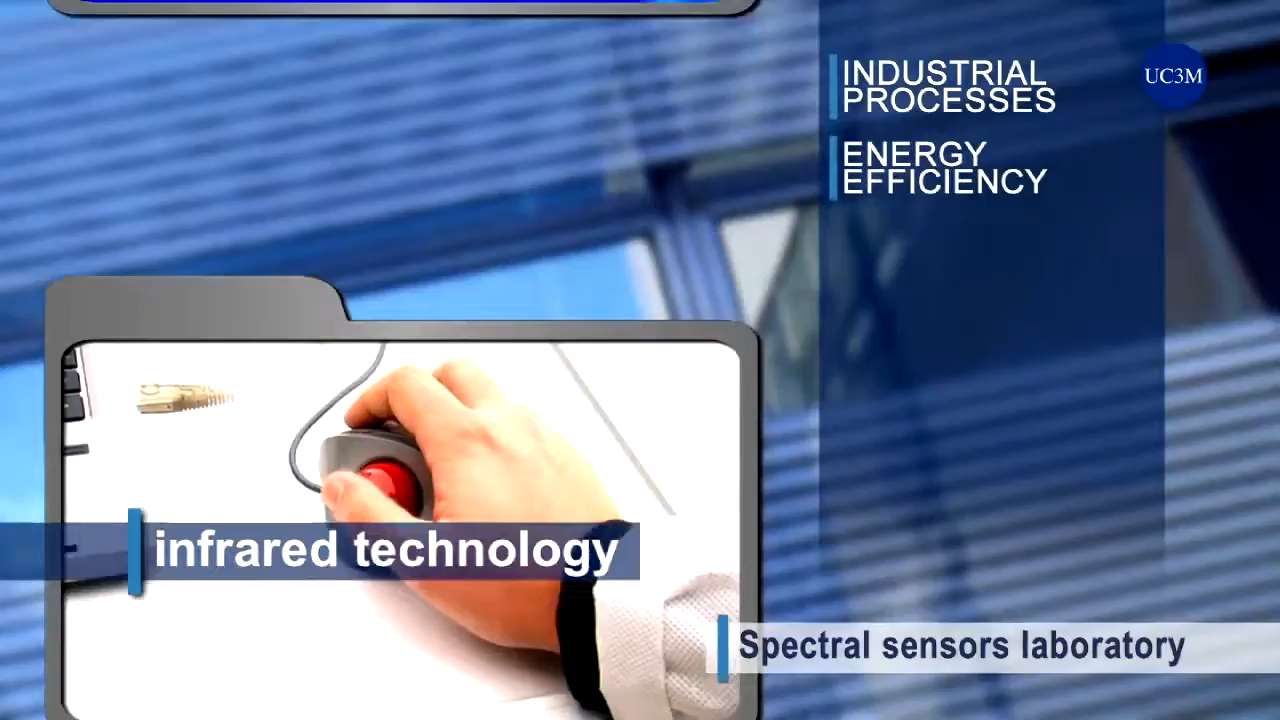 INDUSTRIAL
PROCESSES
UC3M
ENERGY
EFFICIENCY
infrared technology
Spectral sensors laboratory